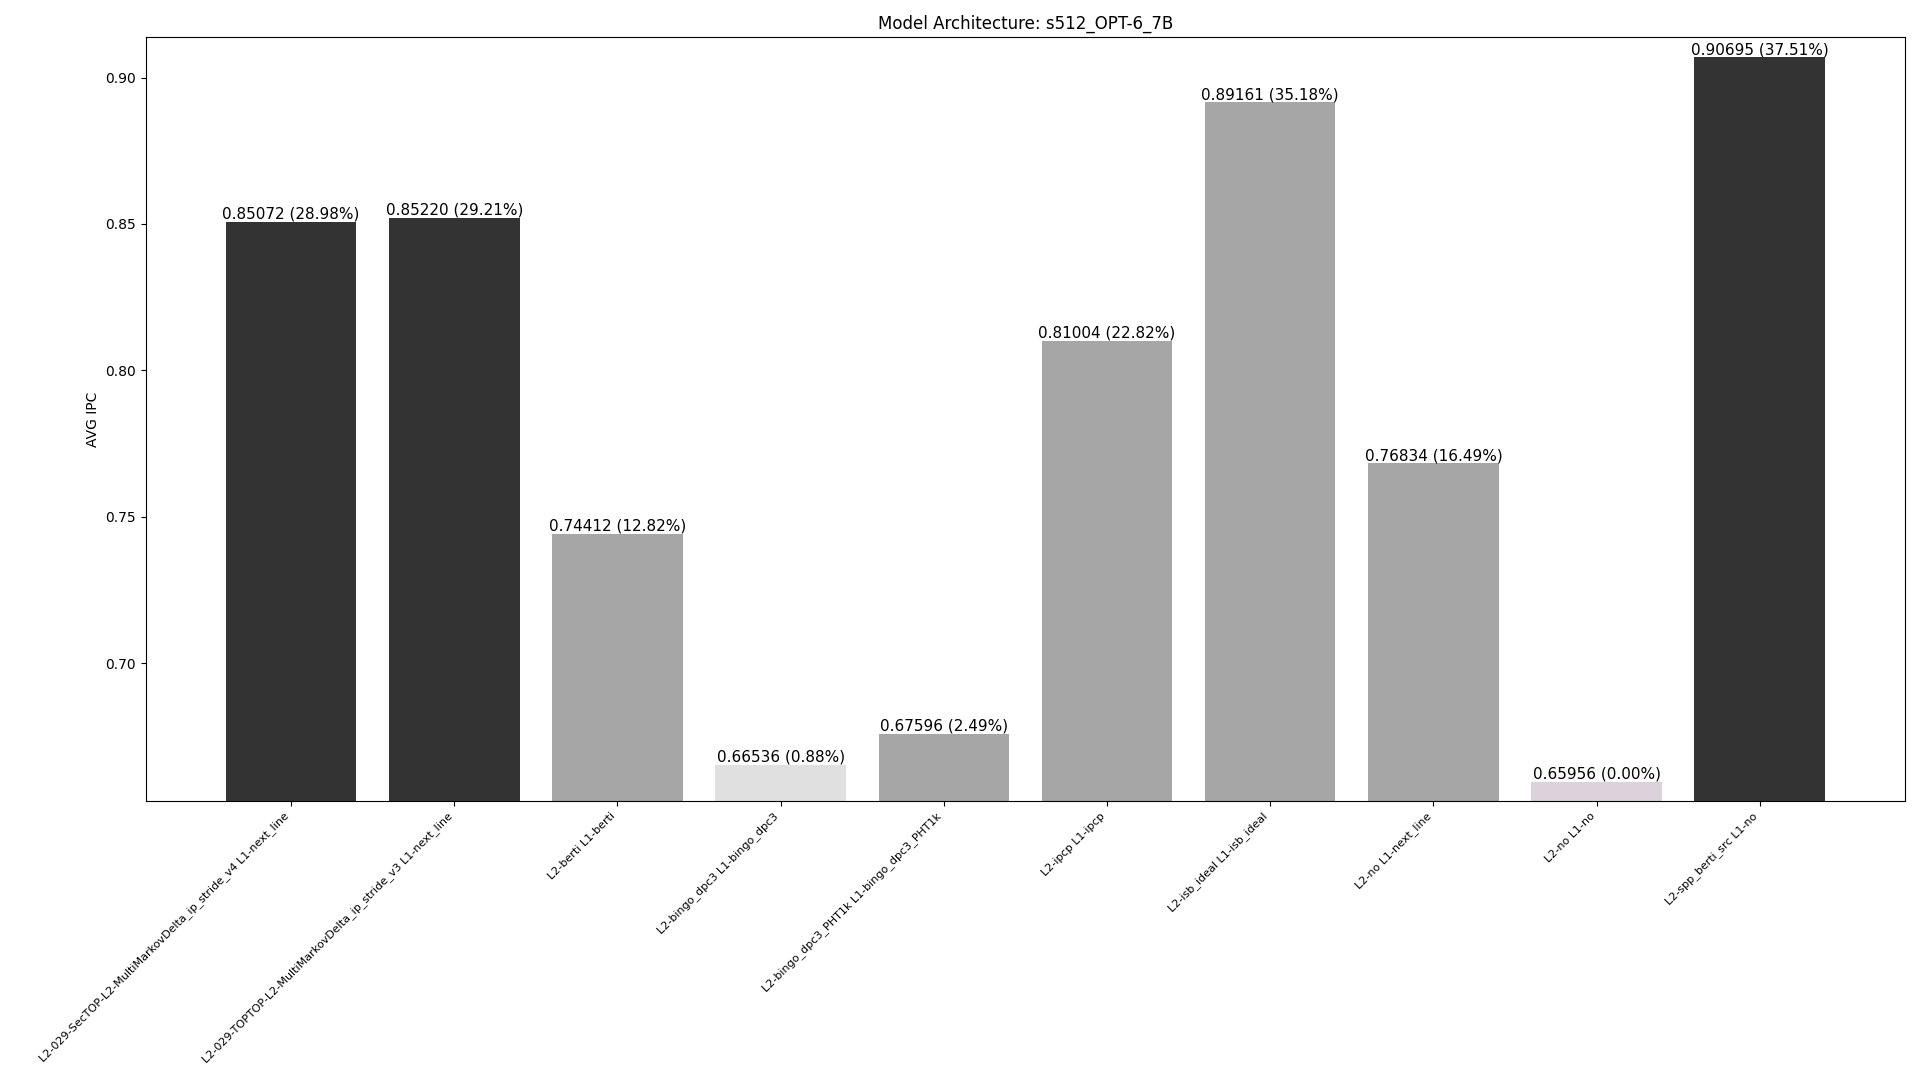 Model Architecture: s512_OPT-6_7B
AVG IPC
0.90
0.85
0.80
0.75
0.70
0.85072 (28.98%)
0.85220 (29.21%)
0.74412 (12.82%)
0.66536 (0.88%)
0.67596 (2.49%)
0.81004 (22.82%)
0.89161 (35.18%)
0.76834 (16.49%)
0.65956 (0.00%)
0.90695 (37.51%)
L2-029-SecTOP-L2-MultiMarkovDelta_ip_stride_v4 L1-next_line
L2-029-TOPTOP-L2-MultiMarkovDelta_ip_stride_v3 L1-next_line
L2-berti L1-berti
L2-bingo_dpc3 L1-bingo_dpc3
L2-bingo_dpc3_PHT1k L1-bingo_dpc3_PHT1k
L2-ipcp L1-ipcp
L2-isb_ideal L1-isb_ideal
L2-no L1-next_line
L2-no L1-no
L2-spp_berti_src L1-no